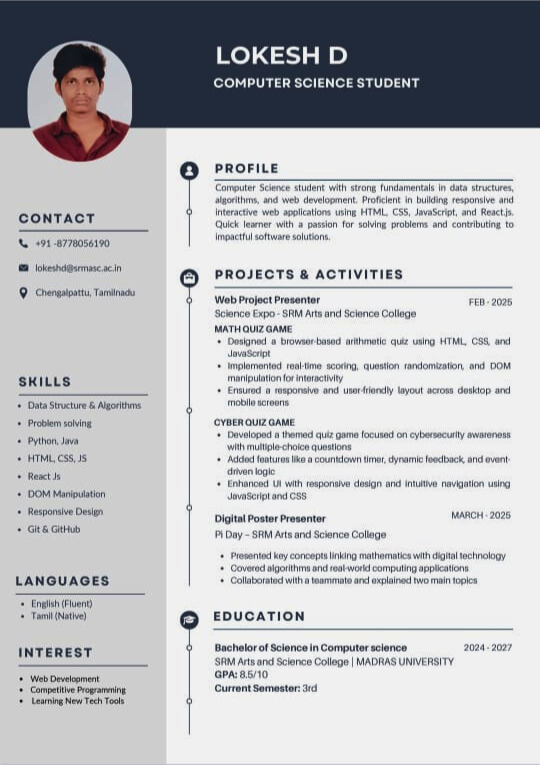 LOKESH D
COMPUTER SCIENCE STUDENT
CONTACT
+91 -8778056190
lokeshd@srmasc.ac.in
Chengalpattu, Tamilnadu
SKILLS
• Data Structure & Algorithms
• Problem solving
• Python, Java
• HTML, CSS, JS
• React Js
• DOM Manipulation
• Responsive Design
• Git & GitHub
LANGUAGES
• English (Fluent)
• Tamil (Native)
INTEREST
• Web Development
• Competitive Programming
• Learning New Tech Tools
PROFILE
Computer Science student with strong fundamentals in data structures,
algorithms, and web development. Proficient in building responsive and
interactive web applications using HTML, CSS, JavaScript, and React.js.
Quick learner with a passion for solving problems and contributing to
impactful software solutions.
PROJECTS & ACTIVITIES
Web Project Presenter FEB - 2025
Science Expo - SRM Arts and Science College
MATH QUIZ GAME
• Designed a browser-based arithmetic quiz using HTML, CSS, and
JavaScript
• Implemented real-time scoring, question randomization, and DOM
manipulation for interactivity
• Ensured a responsive and user-friendly layout across desktop and
mobile screens
CYBER QUIZ GAME
• Developed a themed quiz game focused on cybersecurity awareness
with multiple-choice questions
• Added features like a countdown timer, dynamic feedback, and event-
driven logic
• Enhanced UI with responsive design and intuitive navigation using
JavaScript and CSS
Digital Poster Presenter MARCH - 2025
Pi Day – SRM Arts and Science College
• Presented key concepts linking mathematics with digital technology
• Covered algorithms and real-world computing applications
• Collaborated with a teammate and explained two main topics
EDUCATION
Bachelor of Science in Computer science 2024 - 2027
SRM Arts and Science College | MADRAS UNIVERSITY
GPA: 8.5/10
Current Semester: 3rd